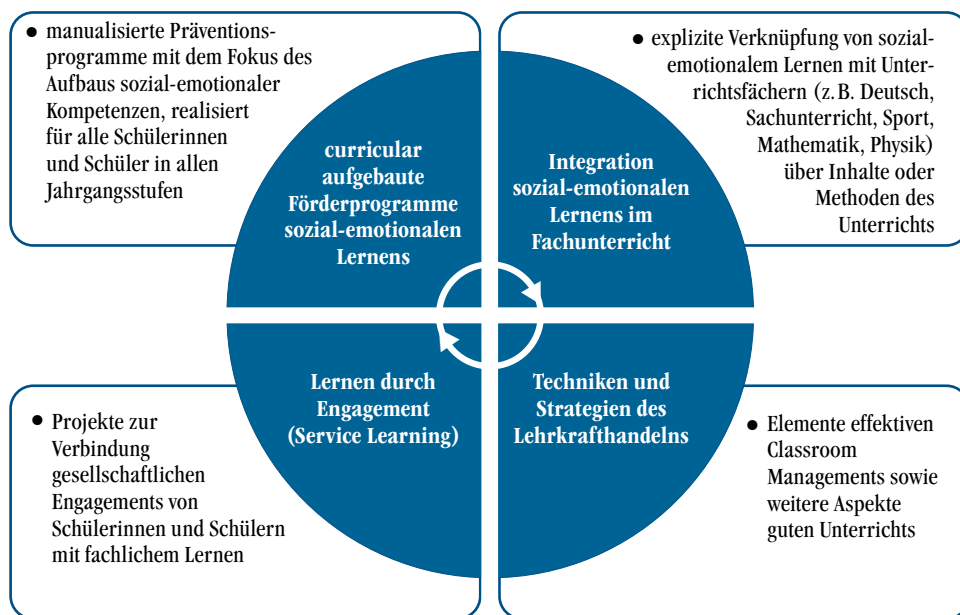 ● manualisierte Präventions-
programme mit dem Fokus des
Aufbaus sozial-emotionaler
Kompetenzen, realisiert
für alle Schülerinnen
und Schüler in allen
Jahrgangsstufen
curricular
aufgebaute
Förderprogramme
sozial-emotionalen
Lernens
● explizite Verknüpfung von sozial-
emotionalem Lernen mit Unter-
richtsfächern (z. B. Deutsch,
Sachunterricht, Sport,
Mathematik, Physik)
über Inhalte oder
Methoden des
Unterrichts
Integration
sozial-emotionalen
Lernens im
Fachunterricht
● Projekte zur
Verbindung
gesellschaftlichen
Engagements von
Schülerinnen und Schülern
mit fachlichem Lernen
Lernen durch
Engagement
(Service Learning)
Techniken und
Strategien des
Lehrkrafthandelns
● Elemente effektiven
Classroom
Managements sowie
weitere Aspekte
guten Unterrichts